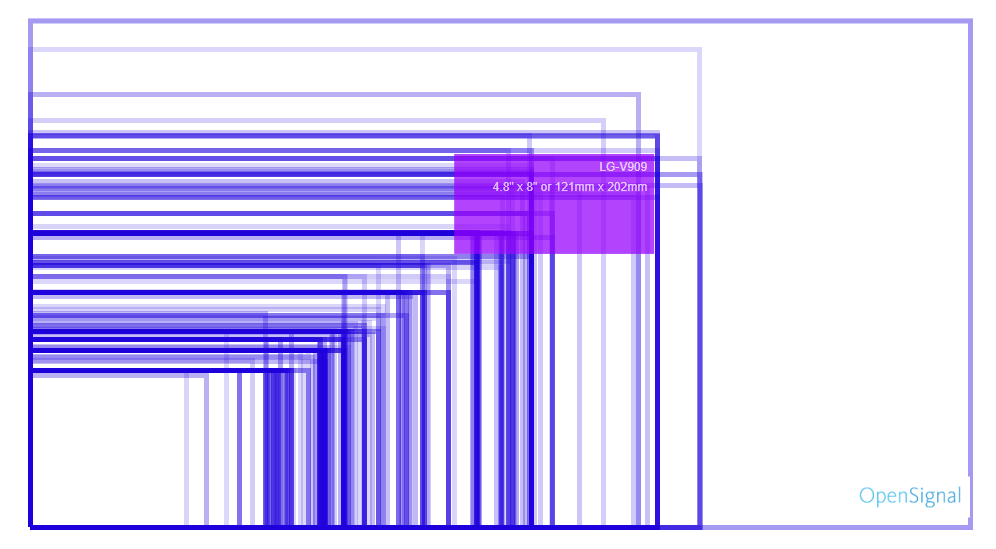 LG-V909
4.8" x 8" or 121mm x 202mm
OpenSignal